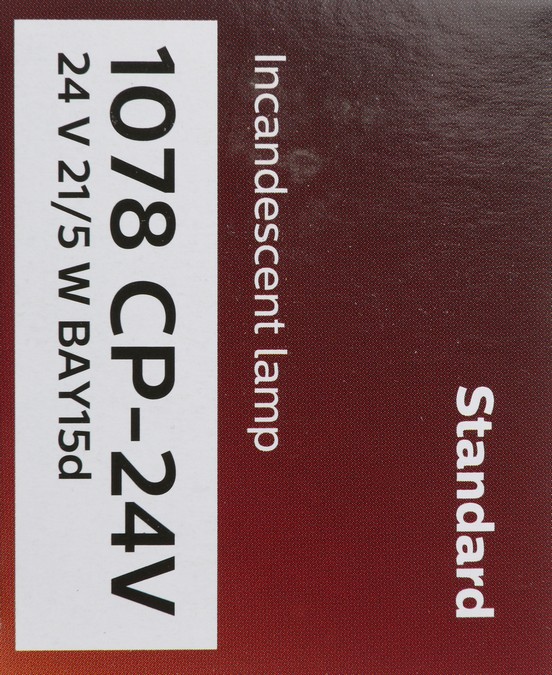 Standard
Incandescent lamp
1078 CP-24V
24 V 21/5 W BAY15d